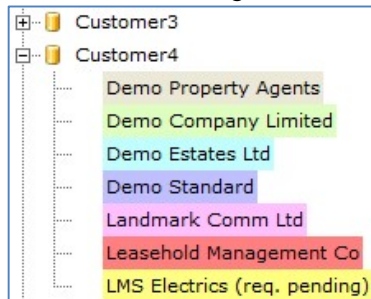 Customer3
Customer4
Demo Property Agents
Demo Company Limited
Demo Estates Ltd
Demo Standard
Landmark Comm Ltd
Leasehold Management Co
LMS Electrics (req. pending)